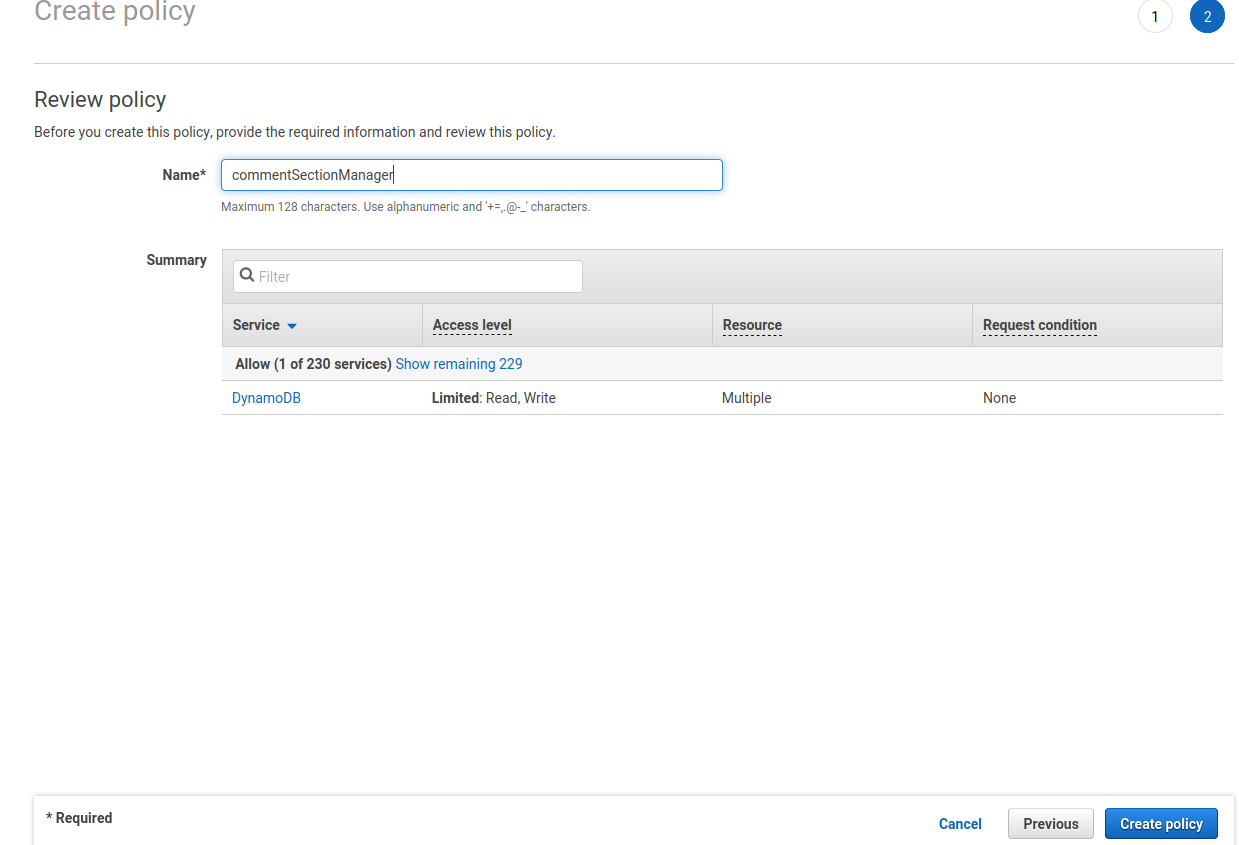 Create policy
1
2
Review policy
Before you create this policy, provide the required information and review this policy.
Name* commentSectionManager
Maximum 128 characters. Use alphanumeric and '+=,.@-_' characters.
Summary
Filter
Service Access level Resource Request condition
Allow (1 of 230 services) Show remaining 229
DynamoDB Limited: Read, Write Multiple None
* Required
Cancel Previous Create policy